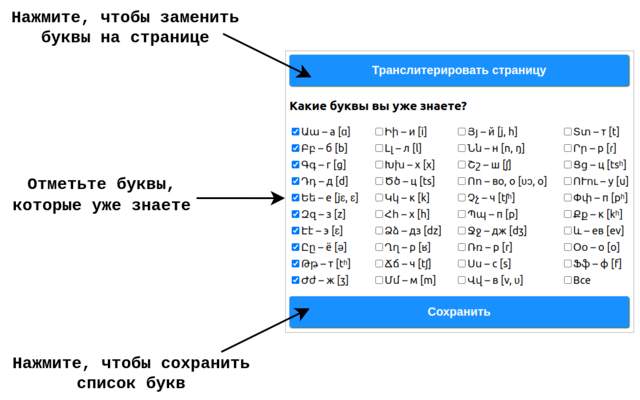 Нажмите, чтобы заменить
буквы на странице
Транслитерировать страницу
Какие буквы вы уже знаете?
Աա – а [ɑ] Իի – и [i] Յյ – й [j, h] Տտ – т [t]
Բբ – б [b] Լլ – л [l] Նն – н [n, ŋ] Րր – р [ɾ]
Գգ – г [g] Խխ – х [x] Շշ – ш [ʃ] Ցց – ц [tsʰ]
Դդ – д [d] Ծծ – ц [ts] Ոո – во, о [ʋɔ, o] ՈՒու – у [u]
Եե – е [jɛ, ɛ] Կկ – к [k] Չչ – ч [tʃʰ] Փփ – п [pʰ]
Զզ – з [z] Հհ – х [h] Պպ – п [p] Քք – к [kʰ]
Էէ – э [ɛ] Ձձ – дз [dz] Ջջ – дж [dʒ] և – ев [ev]
Ըը – ё [ə] Ղղ – р [ʁ] Ռռ – р [r] Օօ – о [o]
Թթ – т [tʰ] Ճճ – ч [tʃ] Սս – с [s] Ֆֆ – ф [f]
Ժժ – ж [ʒ] Մմ – м [m] Վվ – в [v, ʋ] Все
Отметьте буквы,
которые уже знаете
Сохранить
Нажмите, чтобы сохранить
список букв